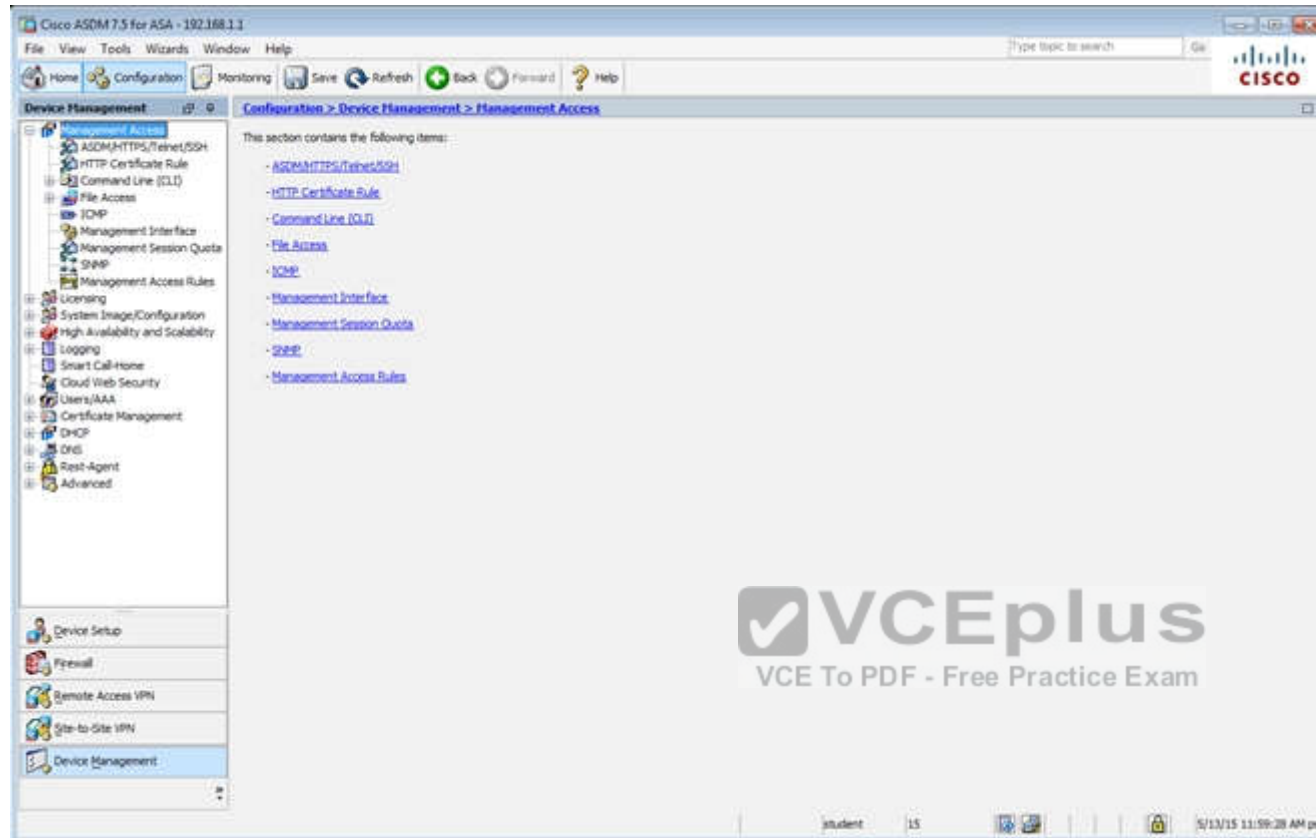 Cisco ASDM 7.5 for ASA - 192.168.1.1
File View Tools Wizards Window Help
Type topic to search Go
Home Configuration Monitoring Save Refresh Back Forward Help
CISCO
Device Management
Configuration > Device Management > Management Access
Management Access
ASDM/HTTPS/Telnet/SSH
HTTP Certificate Rule
Command Line (CLI)
File Access
ICMP
Management Interface
Management Session Quota
SNMP
Management Access Rules
Licensing
System Image/Configuration
High Availability and Scalability
Logging
Smart Call-Home
Cloud Web Security
Users/AAA
Certificate Management
DHCP
DNS
Rest-Agent
Advanced
This section contains the following items:
- ASDM/HTTPS/Telnet/SSH
- HTTP Certificate Rule
- Command Line (CLI)
- File Access
- ICMP
- Management Interface
- Management Session Quota
- SNMP
- Management Access Rules
Device Setup
Firewall
Remote Access VPN
Site-to-Site VPN
Device Management
VCEplus
VCE To PDF - Free Practice Exam
student 15 5/13/15 11:59:28 AM